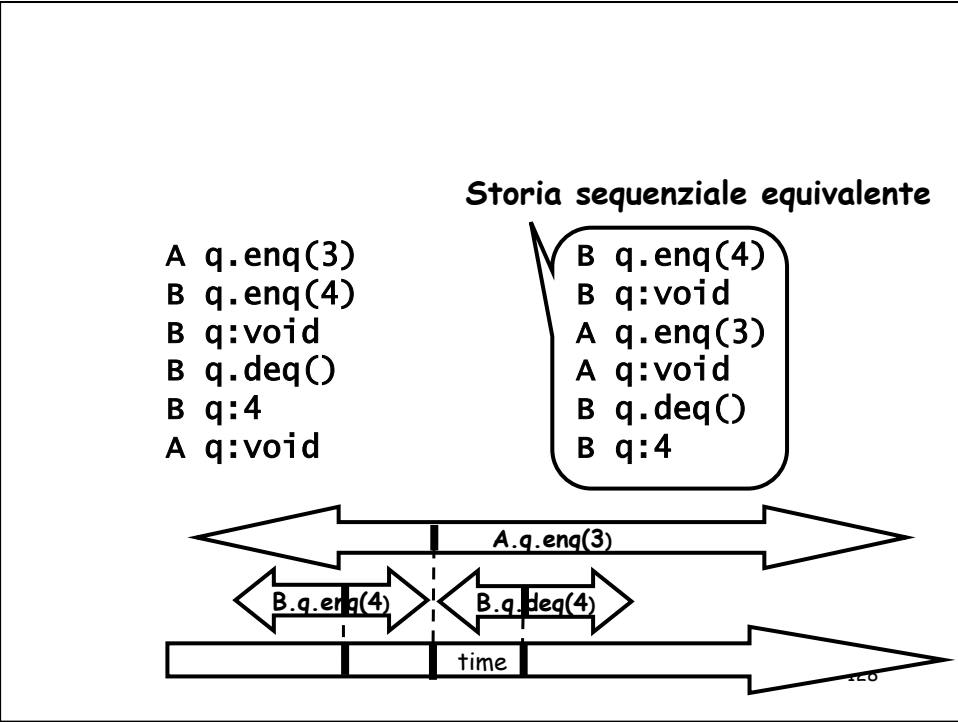 Storia sequenziale equivalente
A q.enq(3)
B q.enq(4)
B q:void
B q.deq()
B q:4
A q:void
B q.enq(4)
B q:void
A q.enq(3)
A q:void
B q.deq()
B q:4
A.q.enq(3)
B.q.enq(4)
B.q.deq(4)
time